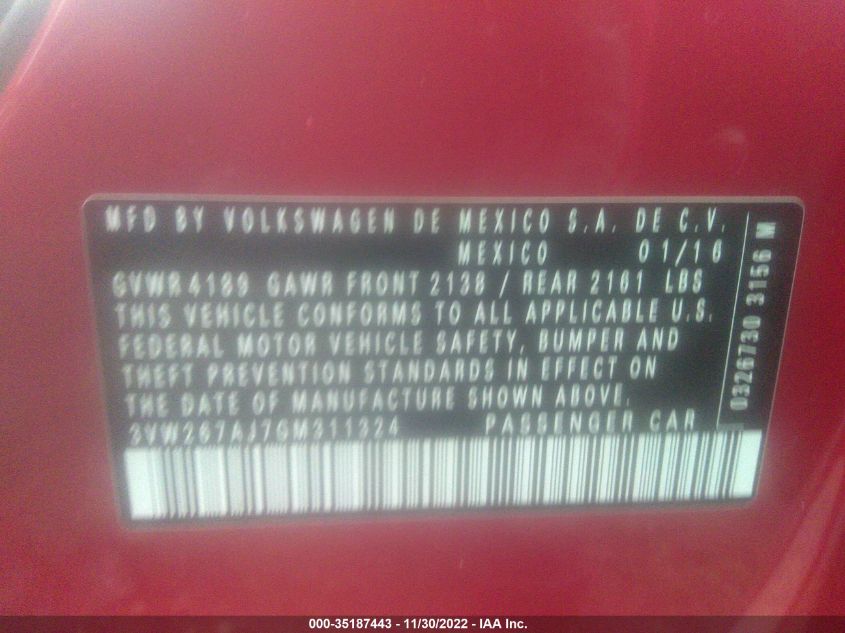 MFD BY VOLKSWAGEN DE MEXICO S.A. DE C.V.
MEXICO 01/16
GVWR 4189 GAWR FRONT 2138 / REAR 2161 LBS
THIS VEHICLE CONFORMS TO ALL APPLICABLE U.S.
FEDERAL MOTOR VEHICLE SAFETY, BUMPER AND
THEFT PREVENTION STANDARDS IN EFFECT ON
THE DATE OF MANUFACTURE SHOWN ABOVE.
3VW267AJ7GM311324 PASSENGER CAR
0326730 3156 M
000-35187443 - 11/30/2022 - IAA Inc.